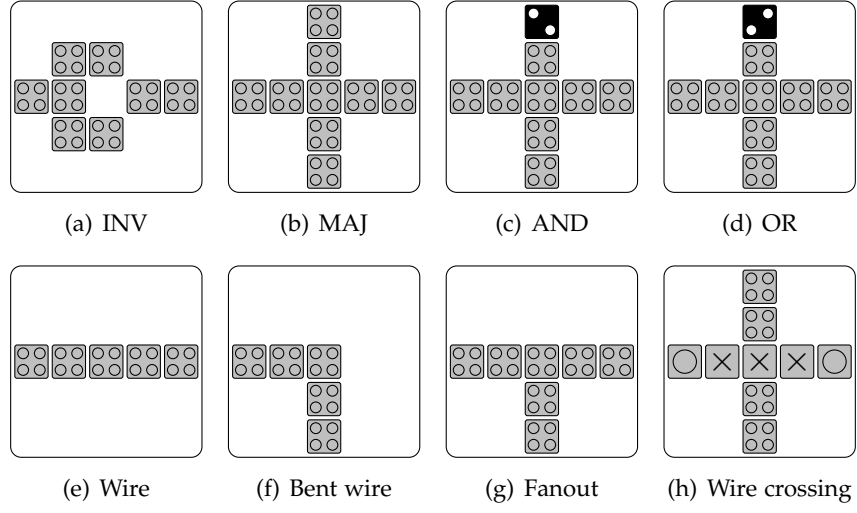 (a) INV (b) MAJ (c) AND (d) OR
(e) Wire (f) Bent wire (g) Fanout (h) Wire crossing